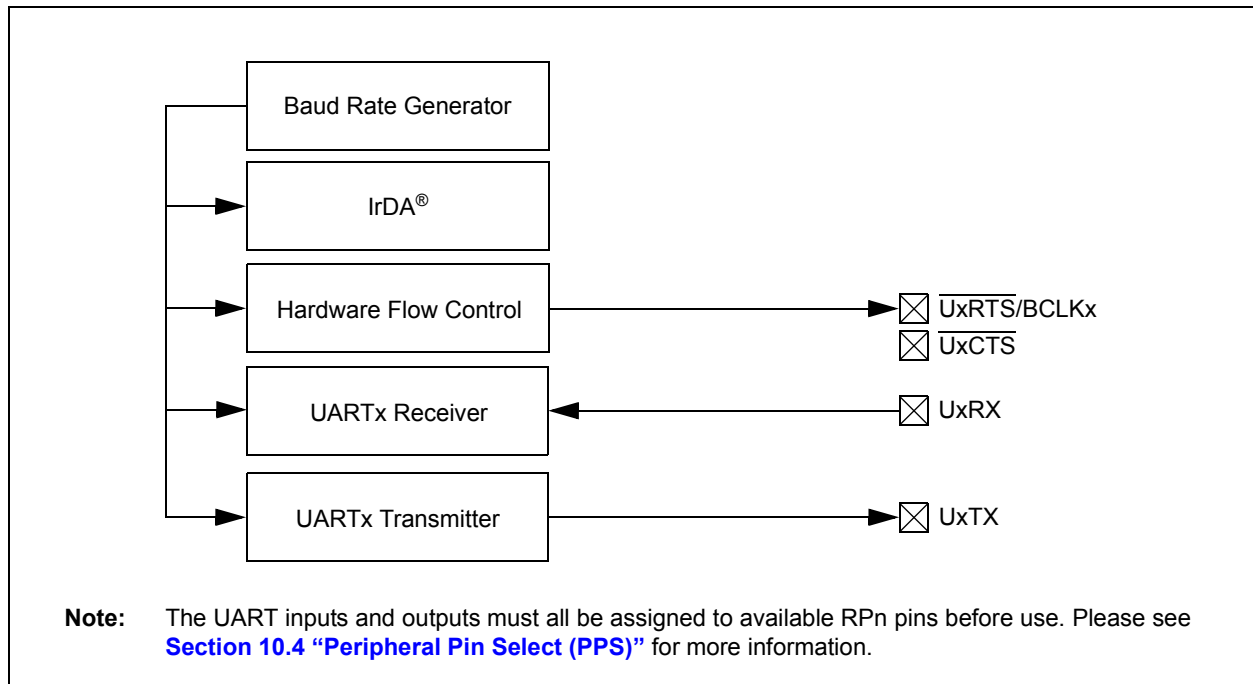 Baud Rate Generator
IrDA®
Hardware Flow Control
UxRTS/BCLKx
UxCTS
UARTx Receiver
UxRX
UARTx Transmitter
UxTX
Note: The UART inputs and outputs must all be assigned to available RPn pins before use. Please see
Section 10.4 “Peripheral Pin Select (PPS)” for more information.